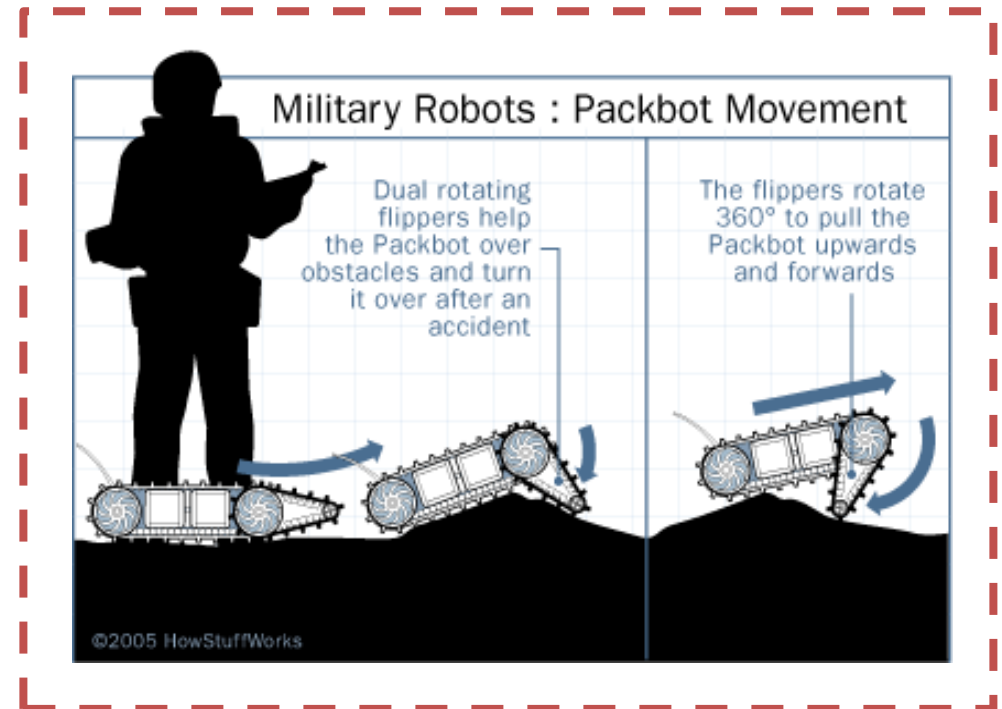 Military Robots : Packbot Movement
Dual rotating
flippers help
the Packbot over
obstacles and turn
it over after an
accident
The flippers rotate
360° to pull the
Packbot upwards
and forwards
©2005 HowStuffWorks